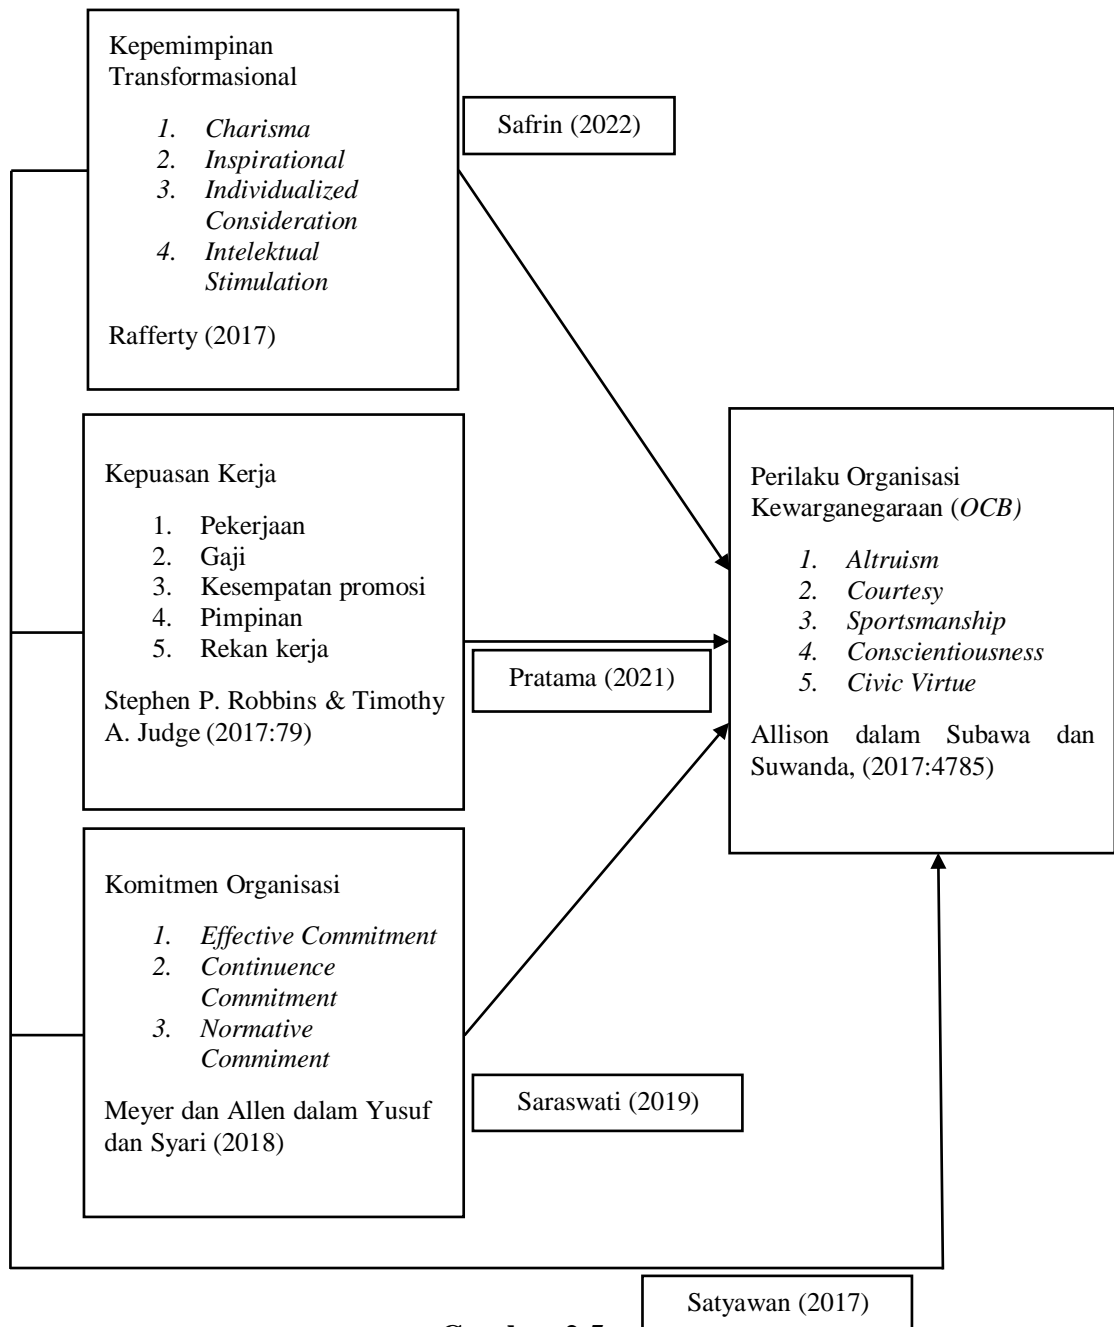 Kepemimpinan
Transformasional
1. Charisma
2. Inspirational
3. Individualized
Consideration
4. Intelektual
Stimulation
Rafferty (2017)
Safrin (2022)
Kepuasan Kerja
1. Pekerjaan
2. Gaji
3. Kesempatan promosi
4. Pimpinan
5. Rekan kerja
Stephen P. Robbins & Timothy
A. Judge (2017:79)
Pratama (2021)
Perilaku Organisasi
Kewarganegaraan (OCB)
1. Altruism
2. Courtesy
3. Sportsmanship
4. Conscientiousness
5. Civic Virtue
Allison dalam Subawa dan
Suwanda, (2017:4785)
Komitmen Organisasi
1. Effective Commitment
2. Continuence
Commitment
3. Normative
Commiment
Meyer dan Allen dalam Yusuf
dan Syari (2018)
Saraswati (2019)
Satyawan (2017)